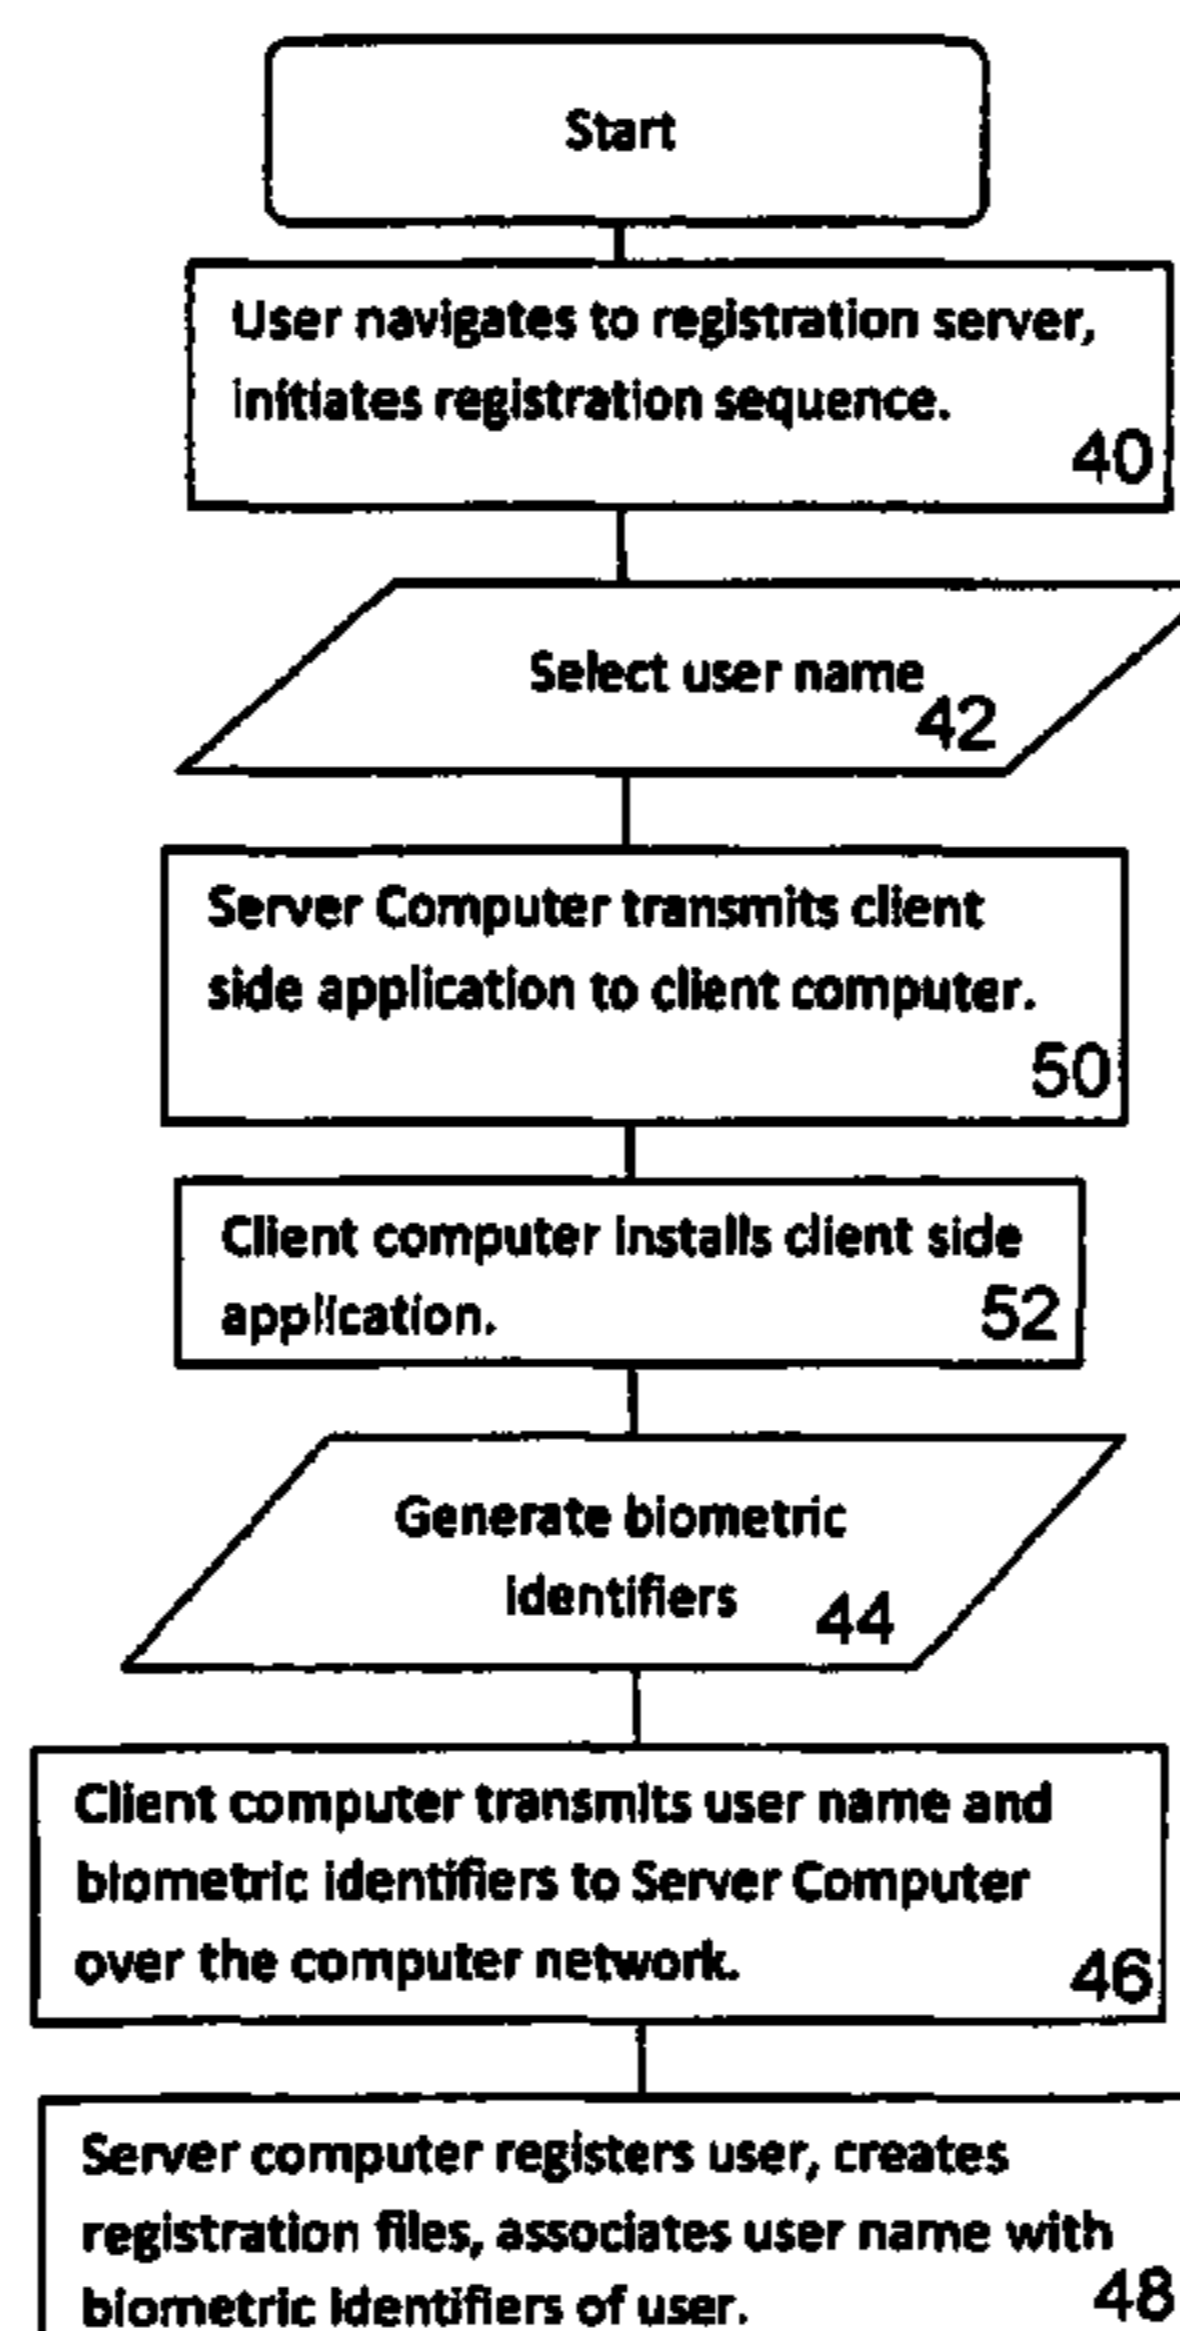 Start
User navigates to registration server,
initiates registration sequence.
40
Select user name
42
Server Computer transmits client
side application to client computer.
50
Client computer installs client side
application.
52
Generate biometric
identifiers
44
Client computer transmits user name and
biometric identifiers to Server Computer
over the computer network.
46
Server computer registers user, creates
registration files, associates user name with
biometric identifiers of user.
48